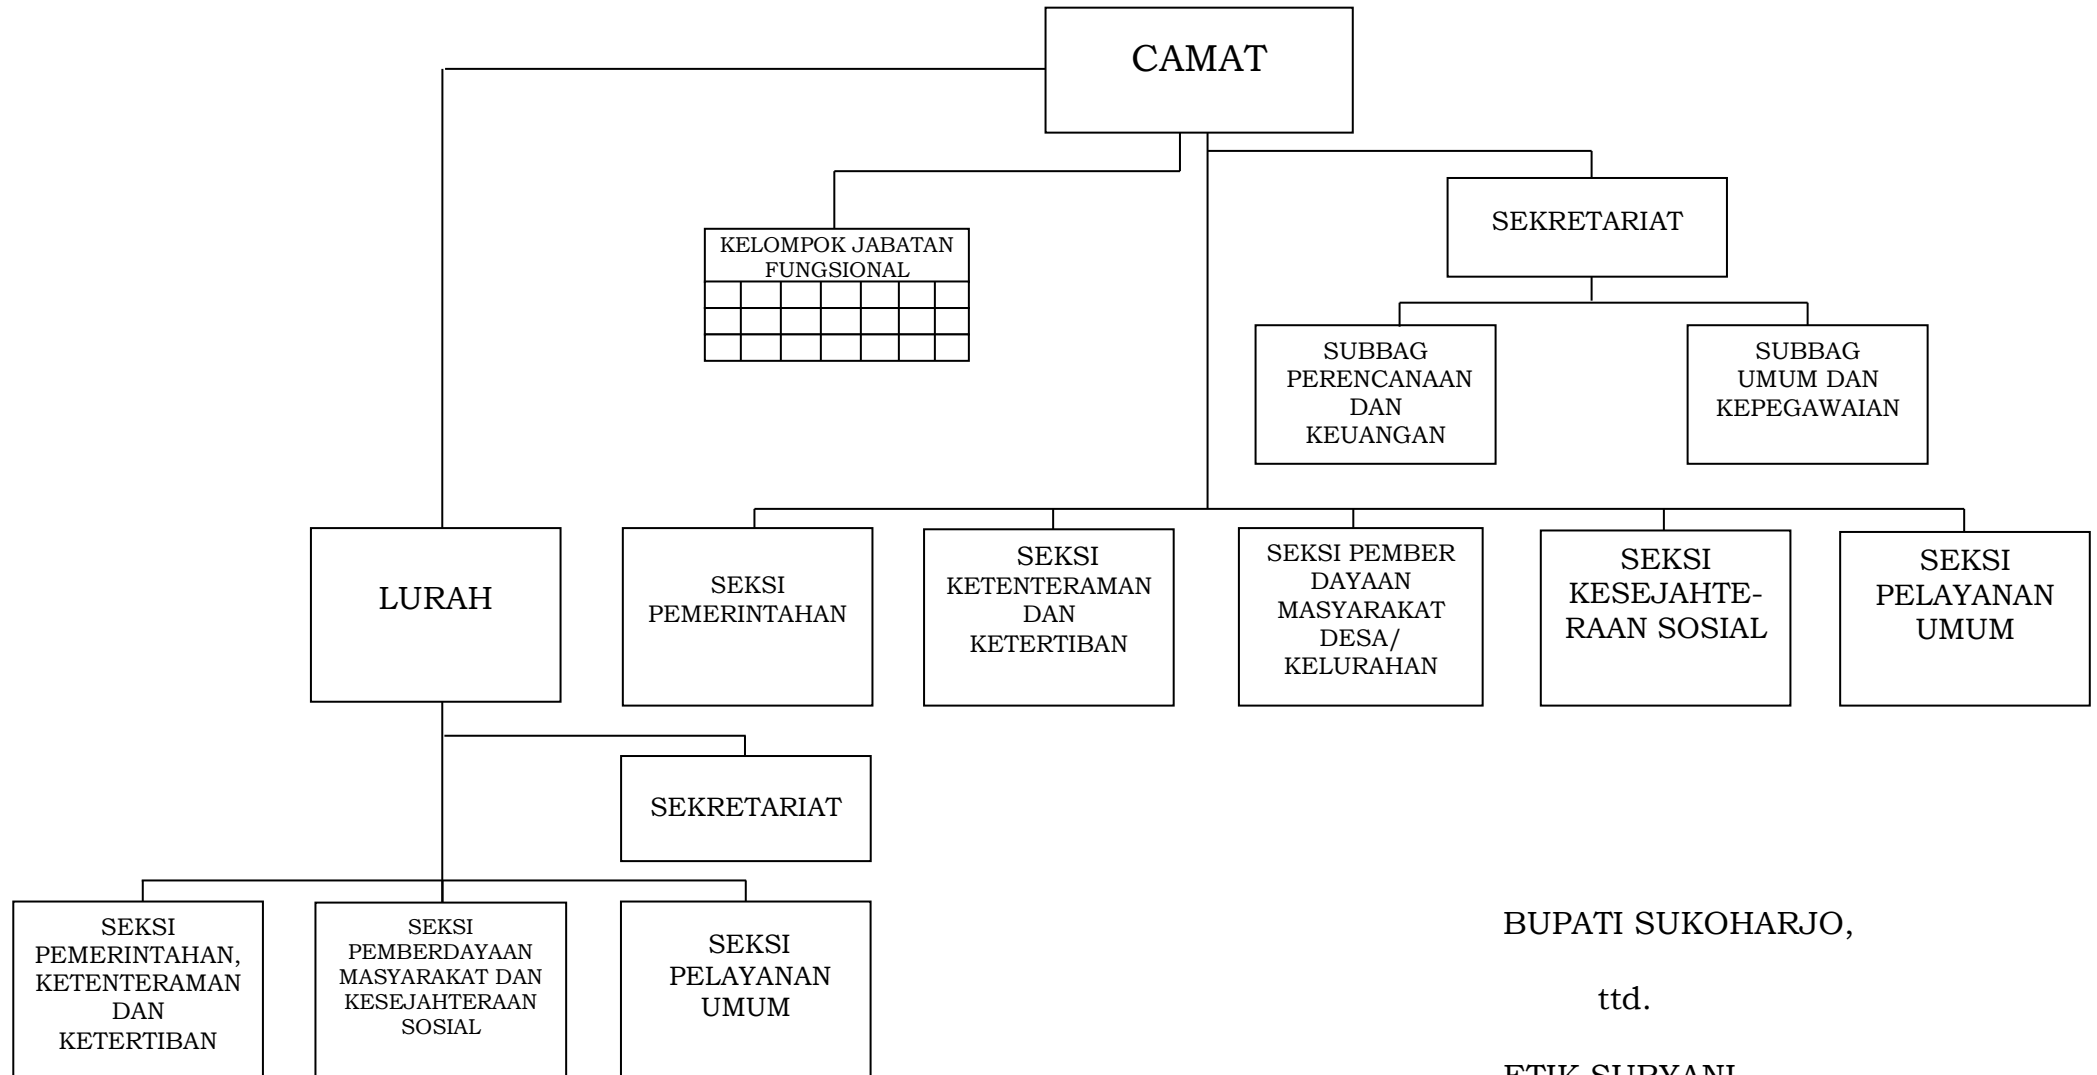 CAMAT
SEKRETARIAT
KELOMPOK JABATAN
FUNGSIONAL
SUBBAG
PERENCANAAN
DAN
KEUANGAN
SUBBAG
UMUM DAN
KEPEGAWAIAN
LURAH
SEKSI
PEMERINTAHAN
SEKSI
KETENTERAMAN
DAN
KETERTIBAN
SEKSI PEMBER
DAYAAN
MASYARAKAT
DESA/
KELURAHAN
SEKSI
KESEJAHTE-
RAAN SOSIAL
SEKSI
PELAYANAN
UMUM
SEKRETARIAT
SEKSI
PEMERINTAHAN,
KETENTERAMAN
DAN
KETERTIBAN
SEKSI
PEMBERDAYAAN
MASYARAKAT DAN
KESEJAHTERAAN
SOSIAL
SEKSI
PELAYANAN
UMUM
BUPATI SUKOHARJO,
ttd.
ETIK SURYANI